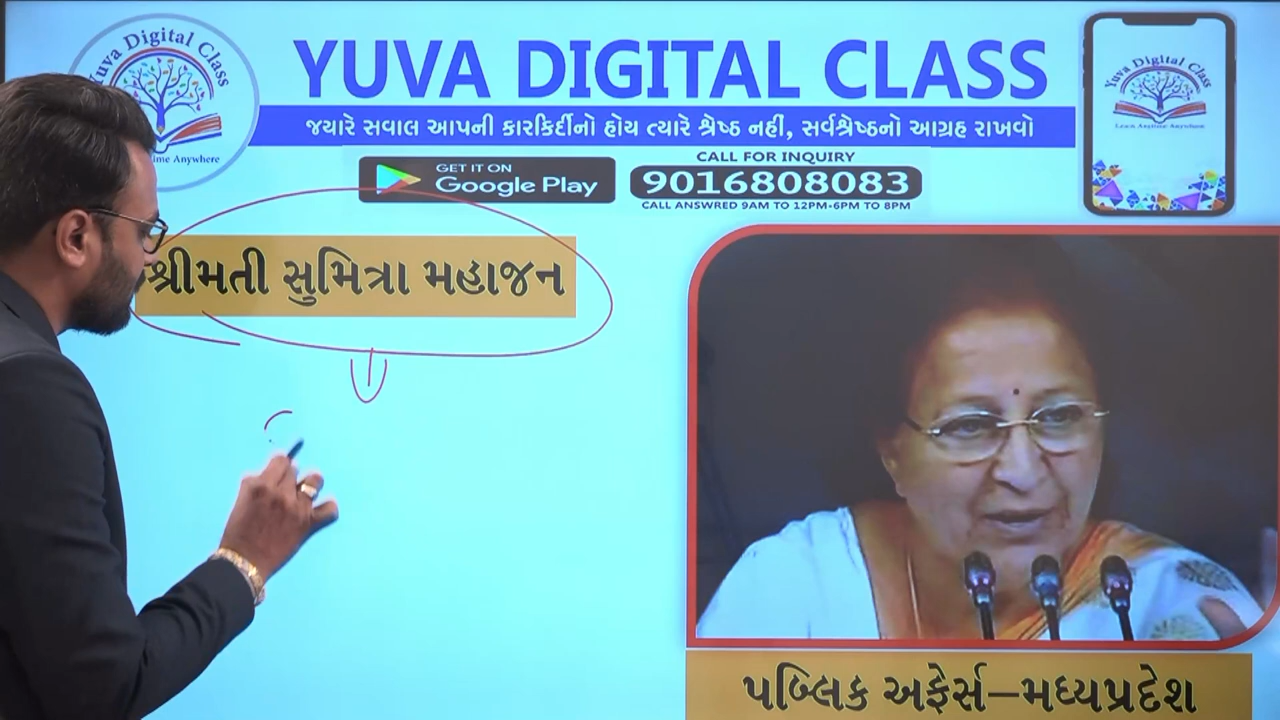 Yuva Digital Class
YUVA DIGITAL CLASS
જ્યારે સવાલ આપની કારકિર્દીનો હોય ત્યારે શ્રેષ્ઠ નહીં, સર્વશ્રેષ્ઠનો આગ્રહ રાખવો
Anywhere
GET IT ON
Google Play
CALL FOR INQUIRY
9016808083
CALL ANSWRED 9AM TO 12PM-6PM TO 8PM
Yuva Digital Class
Learn Anytime Anywhere
શ્રીમતી સુમિત્રા મહાજન
પબ્લિક અફેર્સ–મધ્યપ્રદેશ